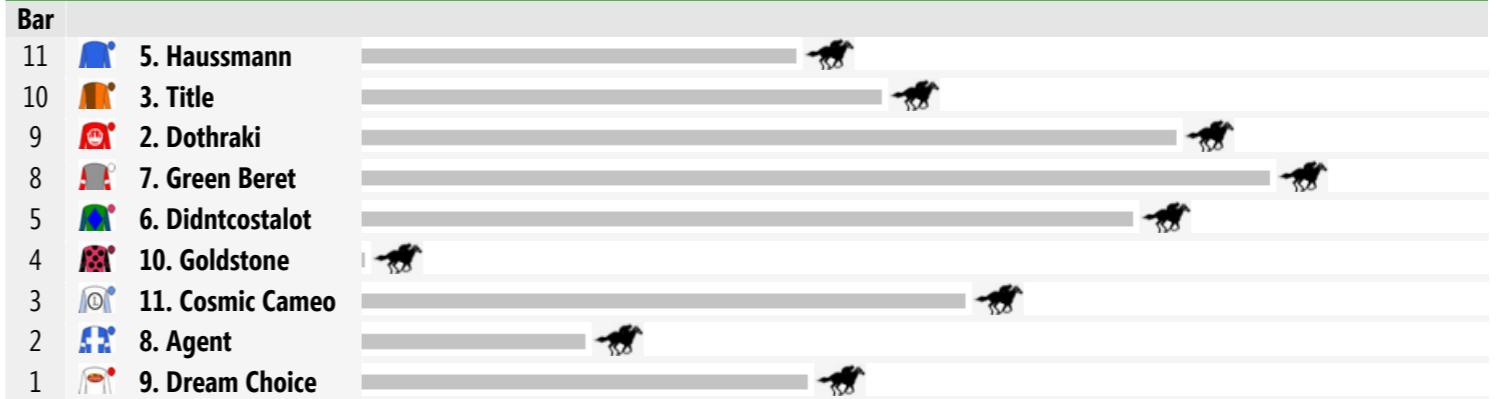 Bar
11 5. Haussmann
10 3. Title
9 2. Dothraki
8 7. Green Beret
5 6. Didntcostalot
4 10. Goldstone
3 11. Cosmic Cameo
2 8. Agent
1 9. Dream Choice